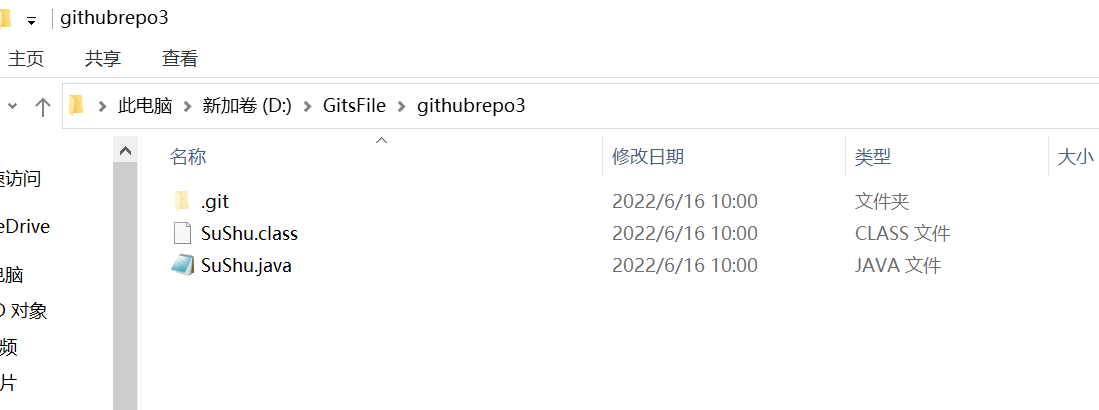 githubrepo3
主页 共享 查看
此电脑 新加卷 (D:) GitsFile githubrepo3
名称 修改日期 类型 大小
速访问
.git 2022/6/16 10:00 文件夹
eDrive
SuShu.class 2022/6/16 10:00 CLASS 文件
SuShu.java 2022/6/16 10:00 JAVA 文件
电脑
D 对象
频
片